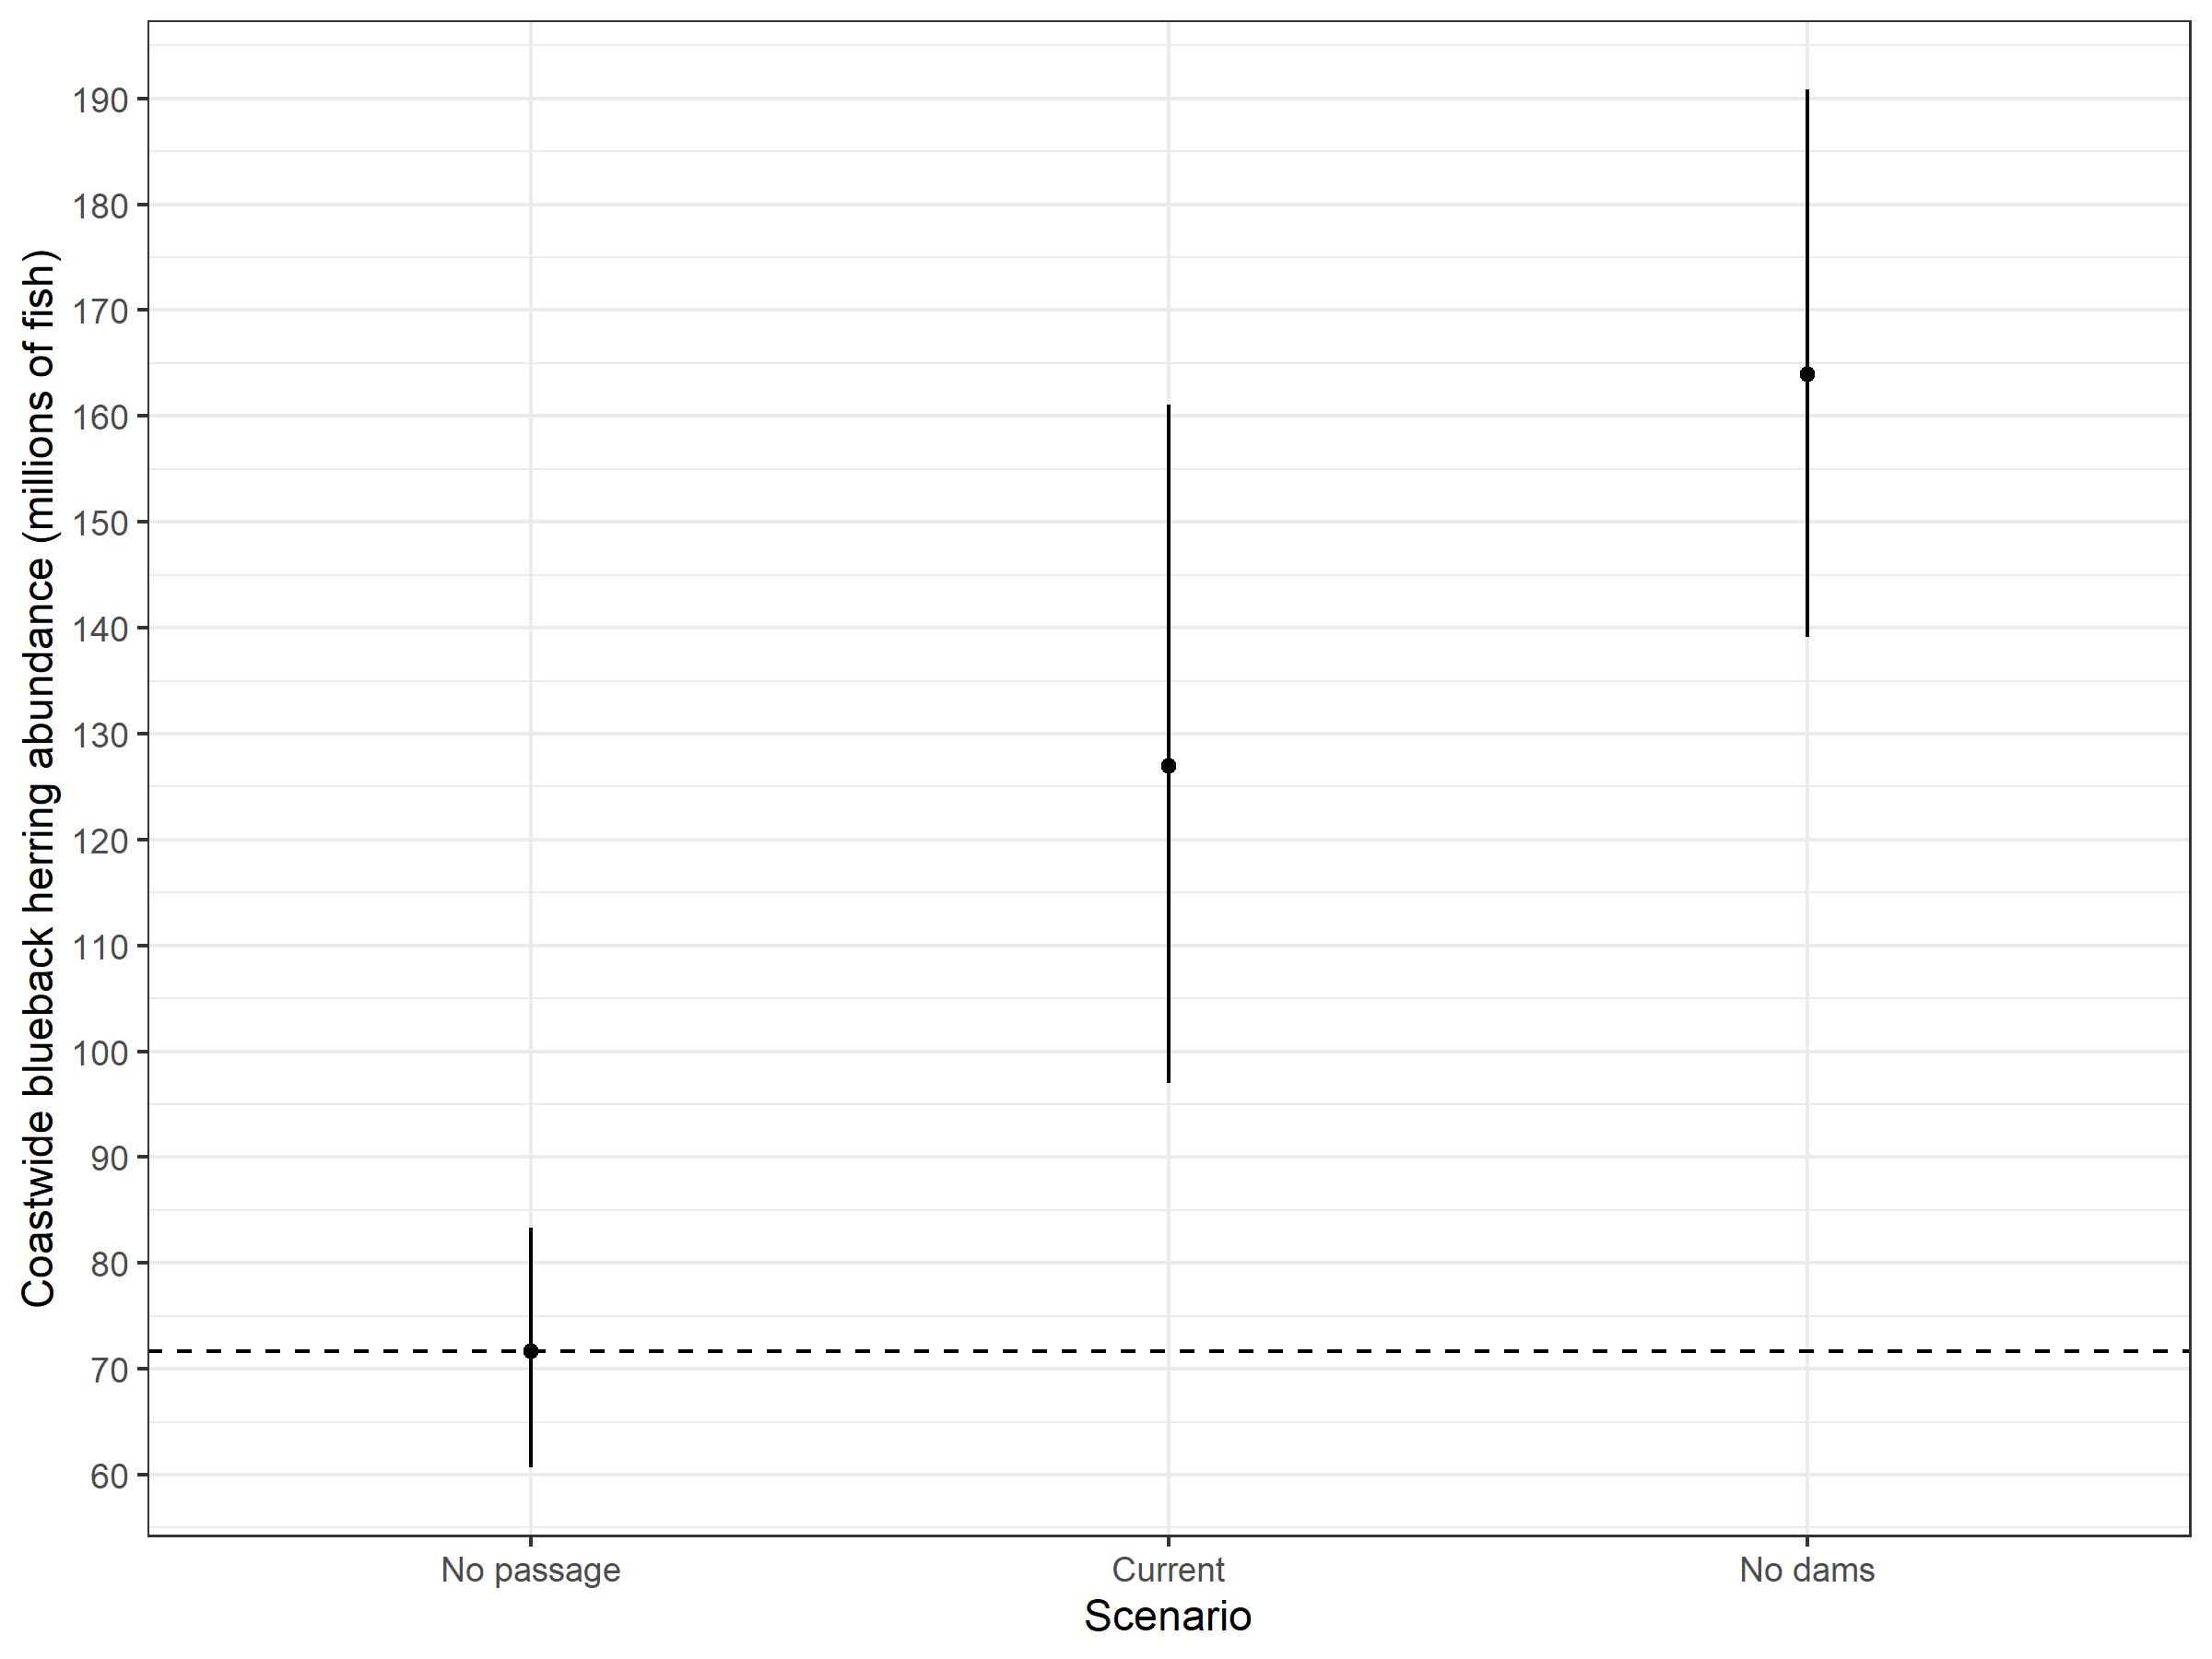 Coastwide blueback herring abundance (millions of fish)
190
180
170
160
150
140
130
120
110
100
90
80
70
60
No passage
Current
No dams
Scenario